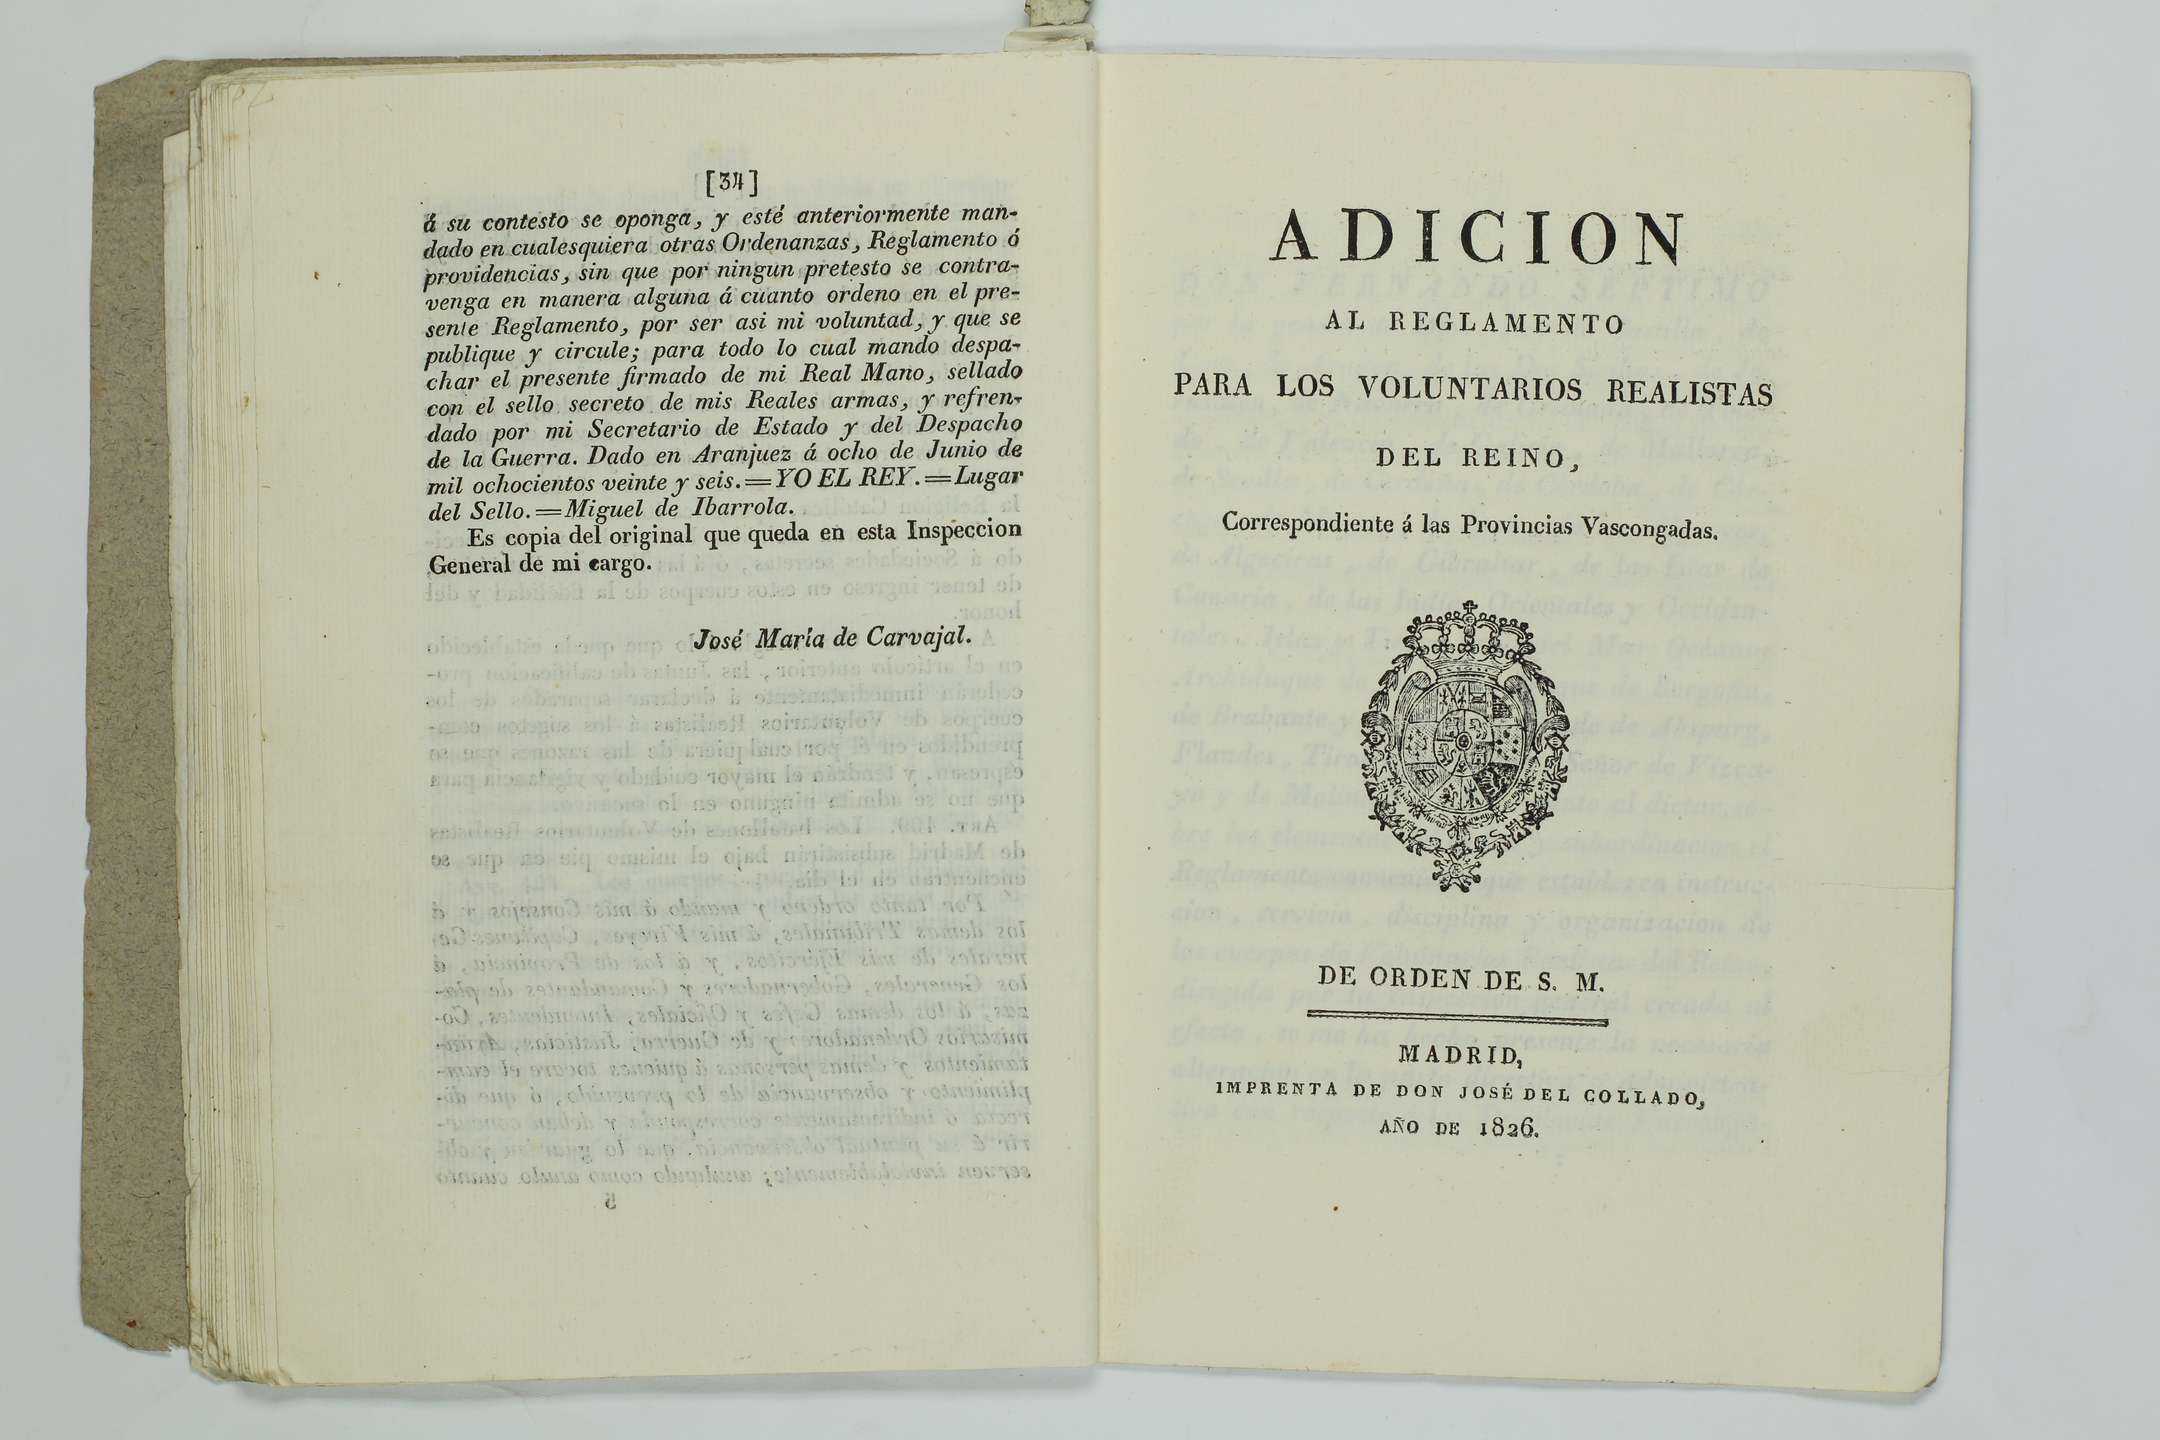 [34]
á su contesto se oponga, y esté anteriormente man-
dado en cualesquiera otras Ordenanzas, Reglamento ó
providencias, sin que por ningun pretesto se contra-
venga en manera alguna á cuanto ordeno en el pre-
sente Reglamento, por ser asi mi voluntad, y que se
publique y circule; para todo lo cual mando despa-
char el presente firmado de mi Real Mano, sellado
con el sello secreto de mis Reales armas, y refren-
dado por mi Secretario de Estado y del Despacho
de la Guerra. Dado en Aranjuez á ocho de Junio de
mil ochocientos veinte y seis.=YO EL REY.=Lugar
del Sello.=Miguel de Ibarrola.
Es copia del original que queda en esta Inspeccion
General de mi cargo.
José María de Carvajal.
ADICION
AL REGLAMENTO
PARA LOS VOLUNTARIOS REALISTAS
DEL REINO,
Correspondiente á las Provincias Vascongadas.
DE ORDEN DE S. M.
MADRID,
IMPRENTA DE DON JOSÉ DEL COLLADO,
AÑO DE 1826.